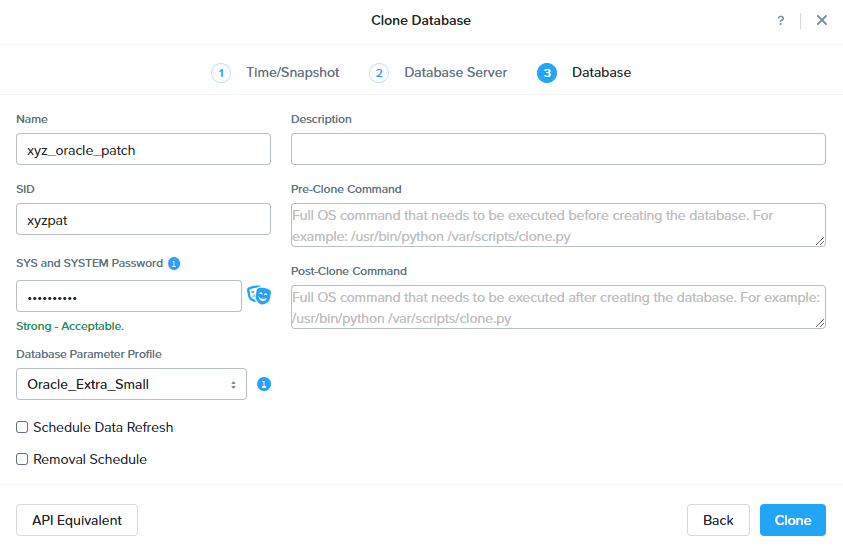 Clone Database
?
1 Time/Snapshot 2 Database Server 3 Database
Name
xyz_oracle_patch
SID
xyzpat
SYS and SYSTEM Password
••••••••••
Strong - Acceptable.
Database Parameter Profile
Oracle_Extra_Small
Schedule Data Refresh
Removal Schedule
Description
Pre-Clone Command
Full OS command that needs to be executed before creating the database. For
example: /usr/bin/python /var/scripts/clone.py
Post-Clone Command
Full OS command that needs to be executed after creating the database. For example:
/usr/bin/python /var/scripts/clone.py
API Equivalent
Back
Clone